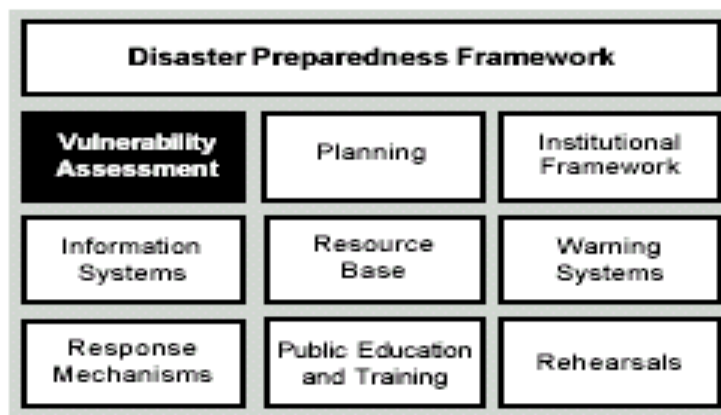 Disaster Preparedness Framework
Vulnerability
Assessment
Planning
Institutional
Framework
Information
Systems
Resource
Base
Warning
Systems
Response
Mechanisms
Public Education
and Training
Rehearsals